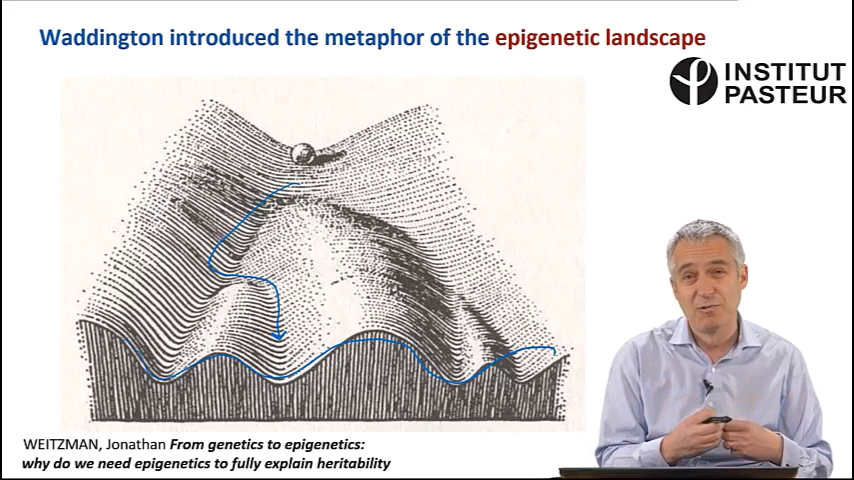 Waddington introduced the metaphor of the epigenetic landscape
INSTITUT
PASTEUR
WEITZMAN, Jonathan From genetics to epigenetics:
why do we need epigenetics to fully explain heritability